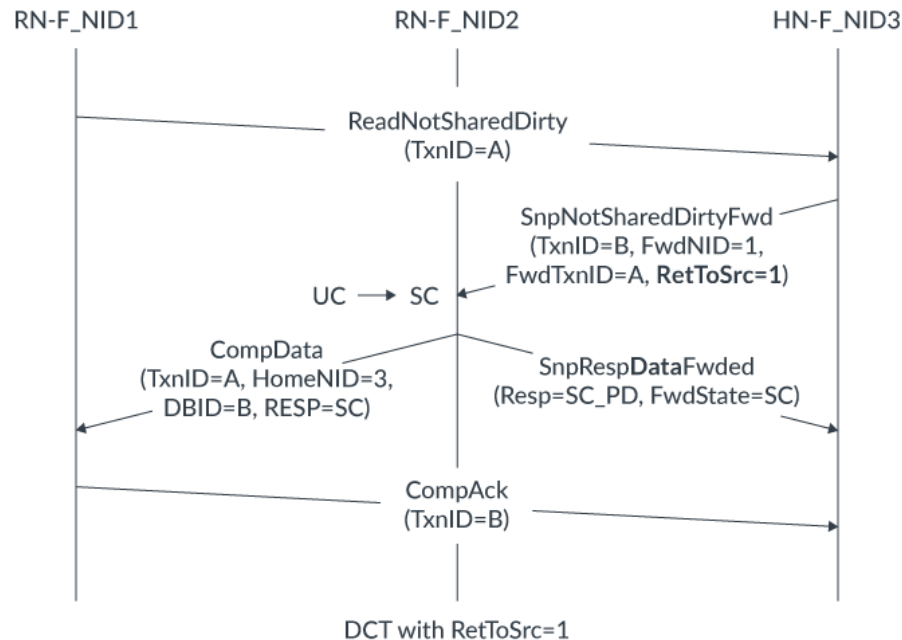 RN-F_NID1
RN-F_NID2
HN-F_NID3
ReadNotSharedDirty
(TxnID=A)
SnpNotSharedDirtyFwd
(TxnID=B, FwdNID=1,
FwdTxnID=A, RetToSrc=1)
UC
SC
CompData
(TxnID=A, HomeNID=3,
DBID=B, RESP=SC)
SnpRespDataFwded
(Resp=SC_PD, FwdState=SC)
CompAck
(TxnID=B)
DCT with RetToSrc=1